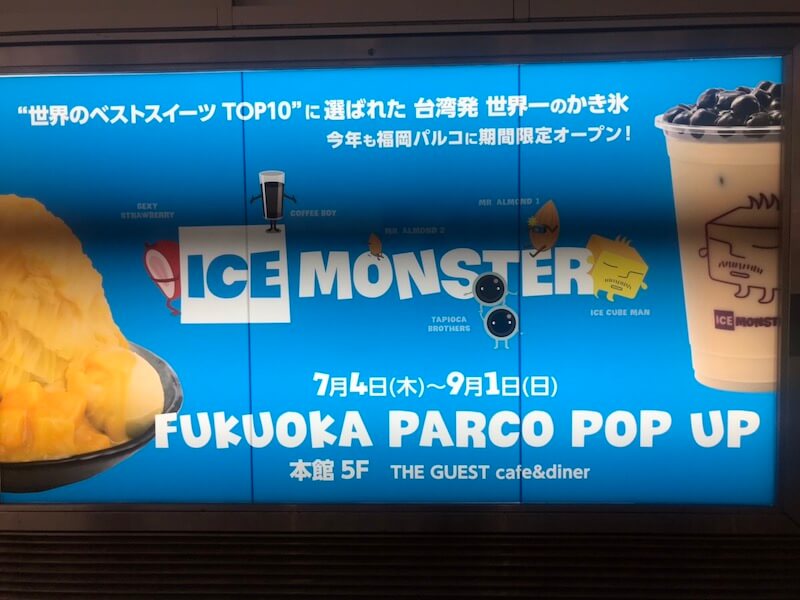 “世界のベストスイーツ TOP10”に選ばれた 台湾発 世界一のかき氷
今年も福岡パルコに期間限定オープン!
MR ALMOND 1
SEXY STRAWBERRY
COFFEE BOY
MR ALMOND 2
ICE MONSTER
ICE CUBE MAN
TAPIOCA
BROTHERS
ICE MONST
7月4日(木)〜9月1日(日)
FUKUOKA PARCO POP UP
本館 5F THE GUEST cafe&diner